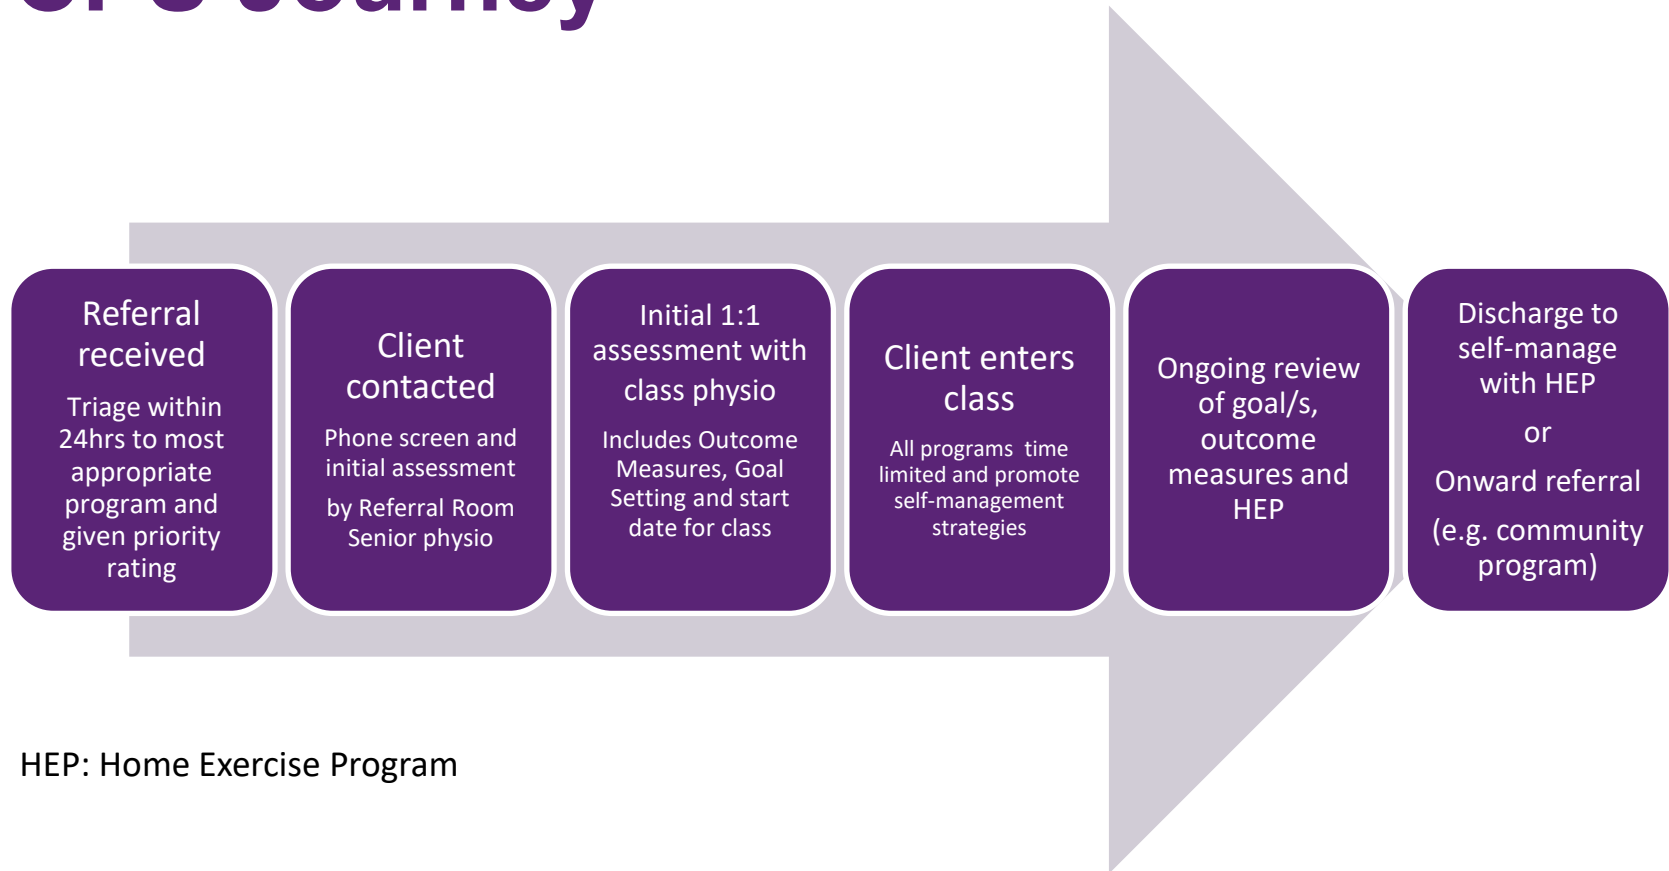 Journey
Referral
received
Triage within
24hrs to most
appropriate
program and
given priority
rating
Client
contacted
Phone screen and
initial assessment
by Referral Room
Senior physio
Initial 1:1
assessment with
class physio
Includes Outcome
Measures, Goal
Setting and start
date for class
Client enters
class
All programs  time
limited and promote
self-management
strategies
Ongoing review
of goal/s,
outcome
measures and
HEP
Discharge to
self-manage
with HEP
or
Onward referral
(e.g. community
program)
HEP: Home Exercise Program